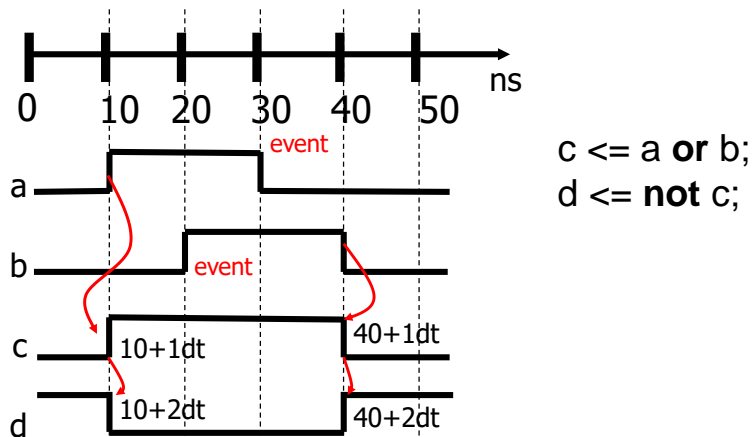 ns
0 10 20 30 40 50
event
c <= a or b;
a
d <= not c;
b
event
c
10+1dt
40+1dt
d
10+2dt
40+2dt